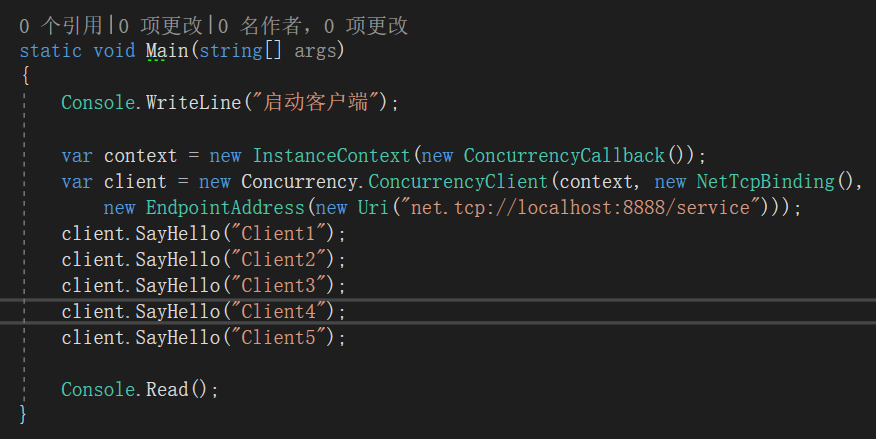 0 个引用|0 项更改|0 名作者，0 项更改
static void Main(string[] args)
{
    Console.WriteLine("启动客户端");
    var context = new InstanceContext(new ConcurrencyCallback());
    var client = new Concurrency.ConcurrencyClient(context, new NetTcpBinding(),
        new EndpointAddress(new Uri("net.tcp://localhost:8888/service")));
    client.SayHello("Client1");
    client.SayHello("Client2");
    client.SayHello("Client3");
    client.SayHello("Client4");
    client.SayHello("Client5");
    Console.Read();
}